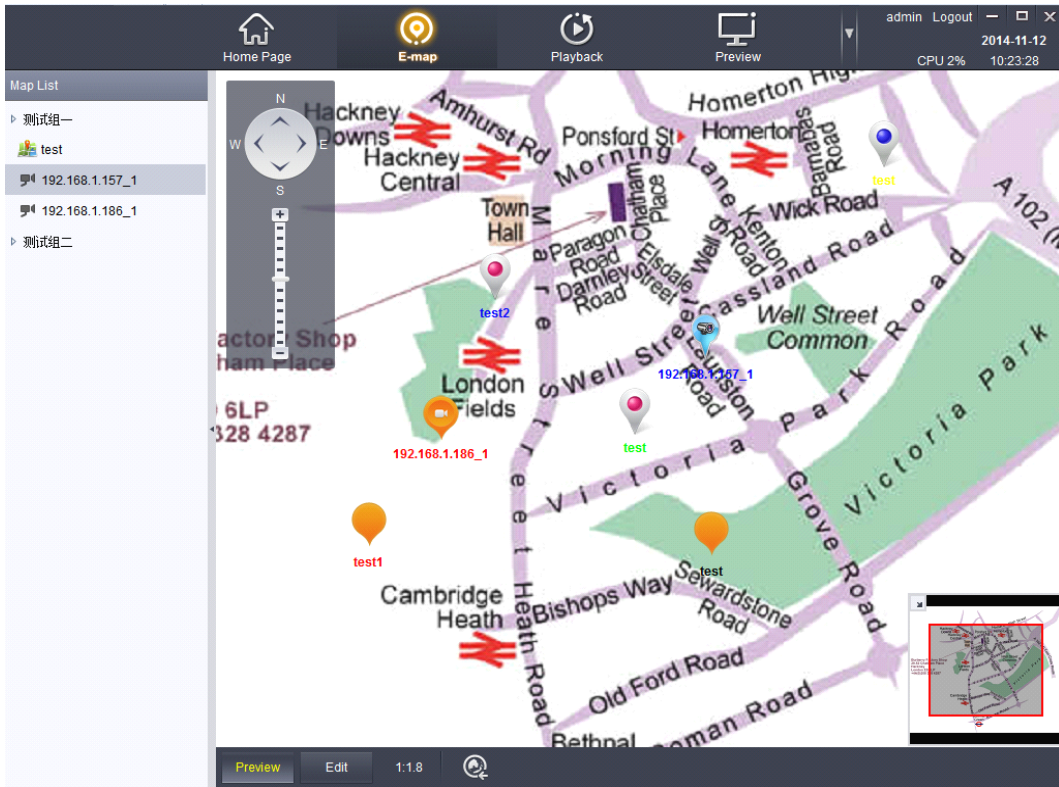 admin Logout
2014-11-12
CPU 2% 10:23:28
Home Page
E-map
Playback
Preview
Map List
测试组一
test
192.168.1.157_1
192.168.1.186_1
测试组二
N
W
E
S
Hackney
Downs
Amhurst Rd
Hackney
Central
Homerton High
Ponsford St
Homerton
Morning Lane
Barnabas
Road
test
Town
Hall
Mare Street
Chatham
Place
Paragon
Road
Darnley
Road
Elsdale
Street
Well St
Kenton
Road
Wick Road
A 102
Cassland Road
test2
Well Street
Common
actory Shop
ham Place
London
Fields
Well Street
192.168.1.157_1
Road
6LP
328 4287
192.168.1.186_1
test
Victoria Park Road
Victoria Park
Grove Road
test1
test
Cambridge
Heath
Heath Road
Bishops Way
Sewardstone
Road
Old Ford Road
oman Road
Bethnal
Preview
Edit
1:1.8